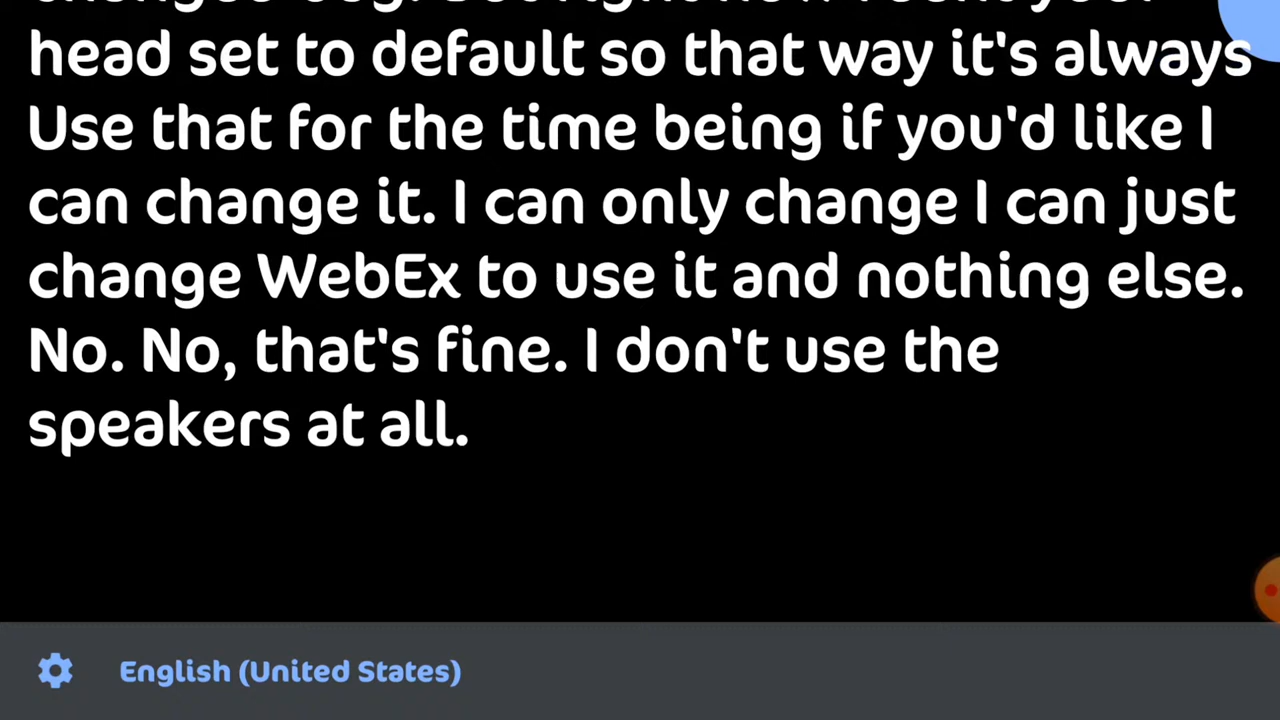 head set to default so that way it's always
Use that for the time being if you'd like I
can change it. I can only change I can just
change WebEx to use it and nothing else.
No. No, that's fine. I don't use the
speakers at all.
English (United States)